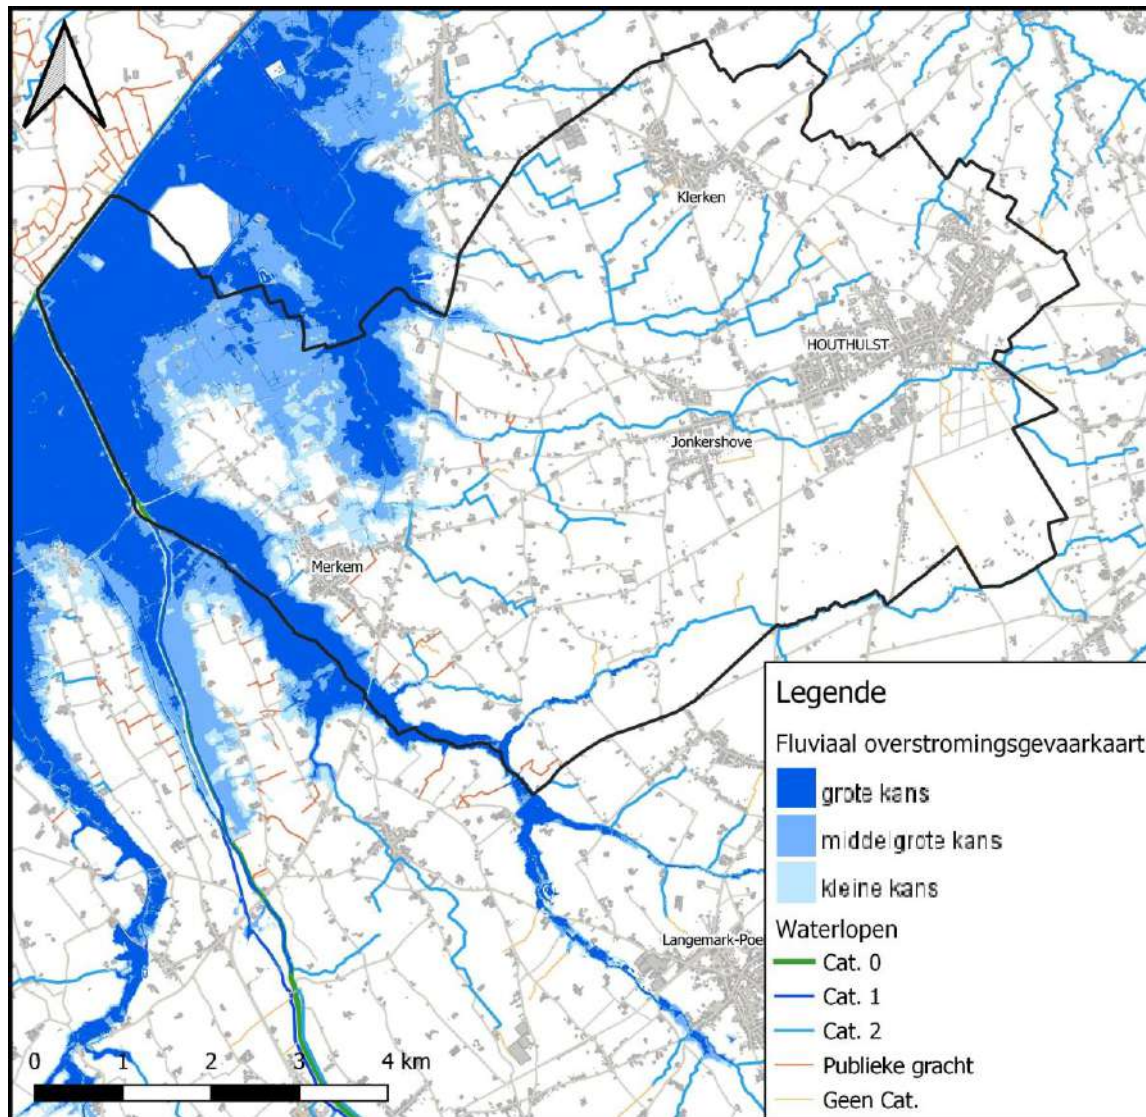 Klerken
HOUTHULST
Jonkershove
Merkem
Langemark-Poe
Legende
Fluviaal overstromingsgevaarkaart
grote kans
middelgrote kans
kleine kans
Waterlopen
Cat. 0
Cat. 1
Cat. 2
Publieke gracht
Geen Cat.
0 1 2 3 4 km